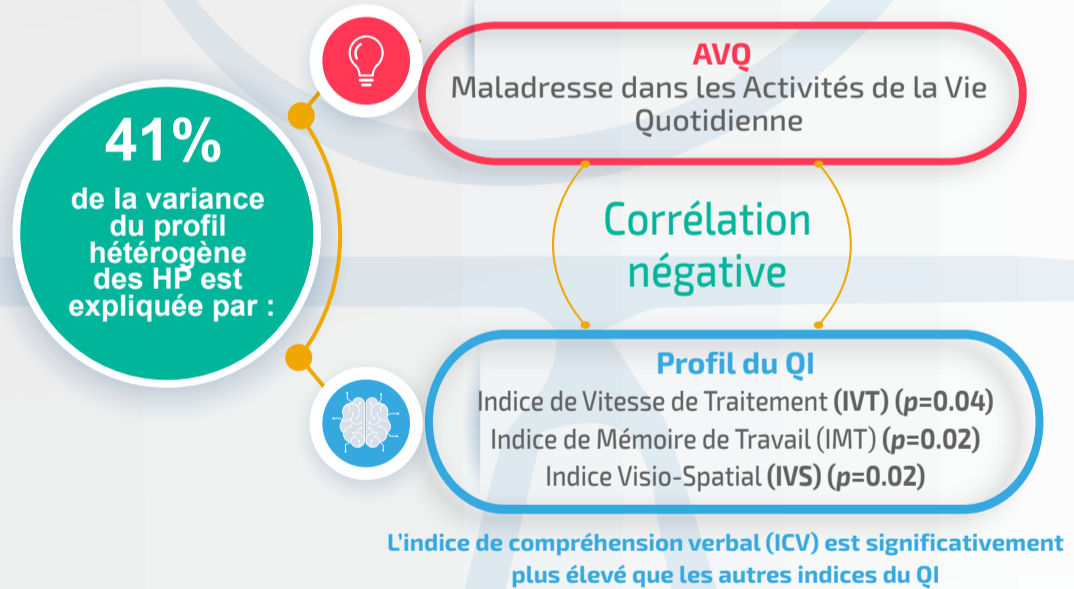 41%
de la variance
du profil
hétérogène
des HP est
expliquée par :
AVQ
Maladresse dans les Activités de la Vie
Quotidienne
Corrélation
négative
Profil du QI
Indice de Vitesse de Traitement (IVT) (p=0.04)
Indice de Mémoire de Travail (IMT) (p=0.02)
Indice Visio-Spatial (IVS) (p=0.02)
L'indice de compréhension verbal (ICV) est significativement
plus élevé que les autres indices du QI